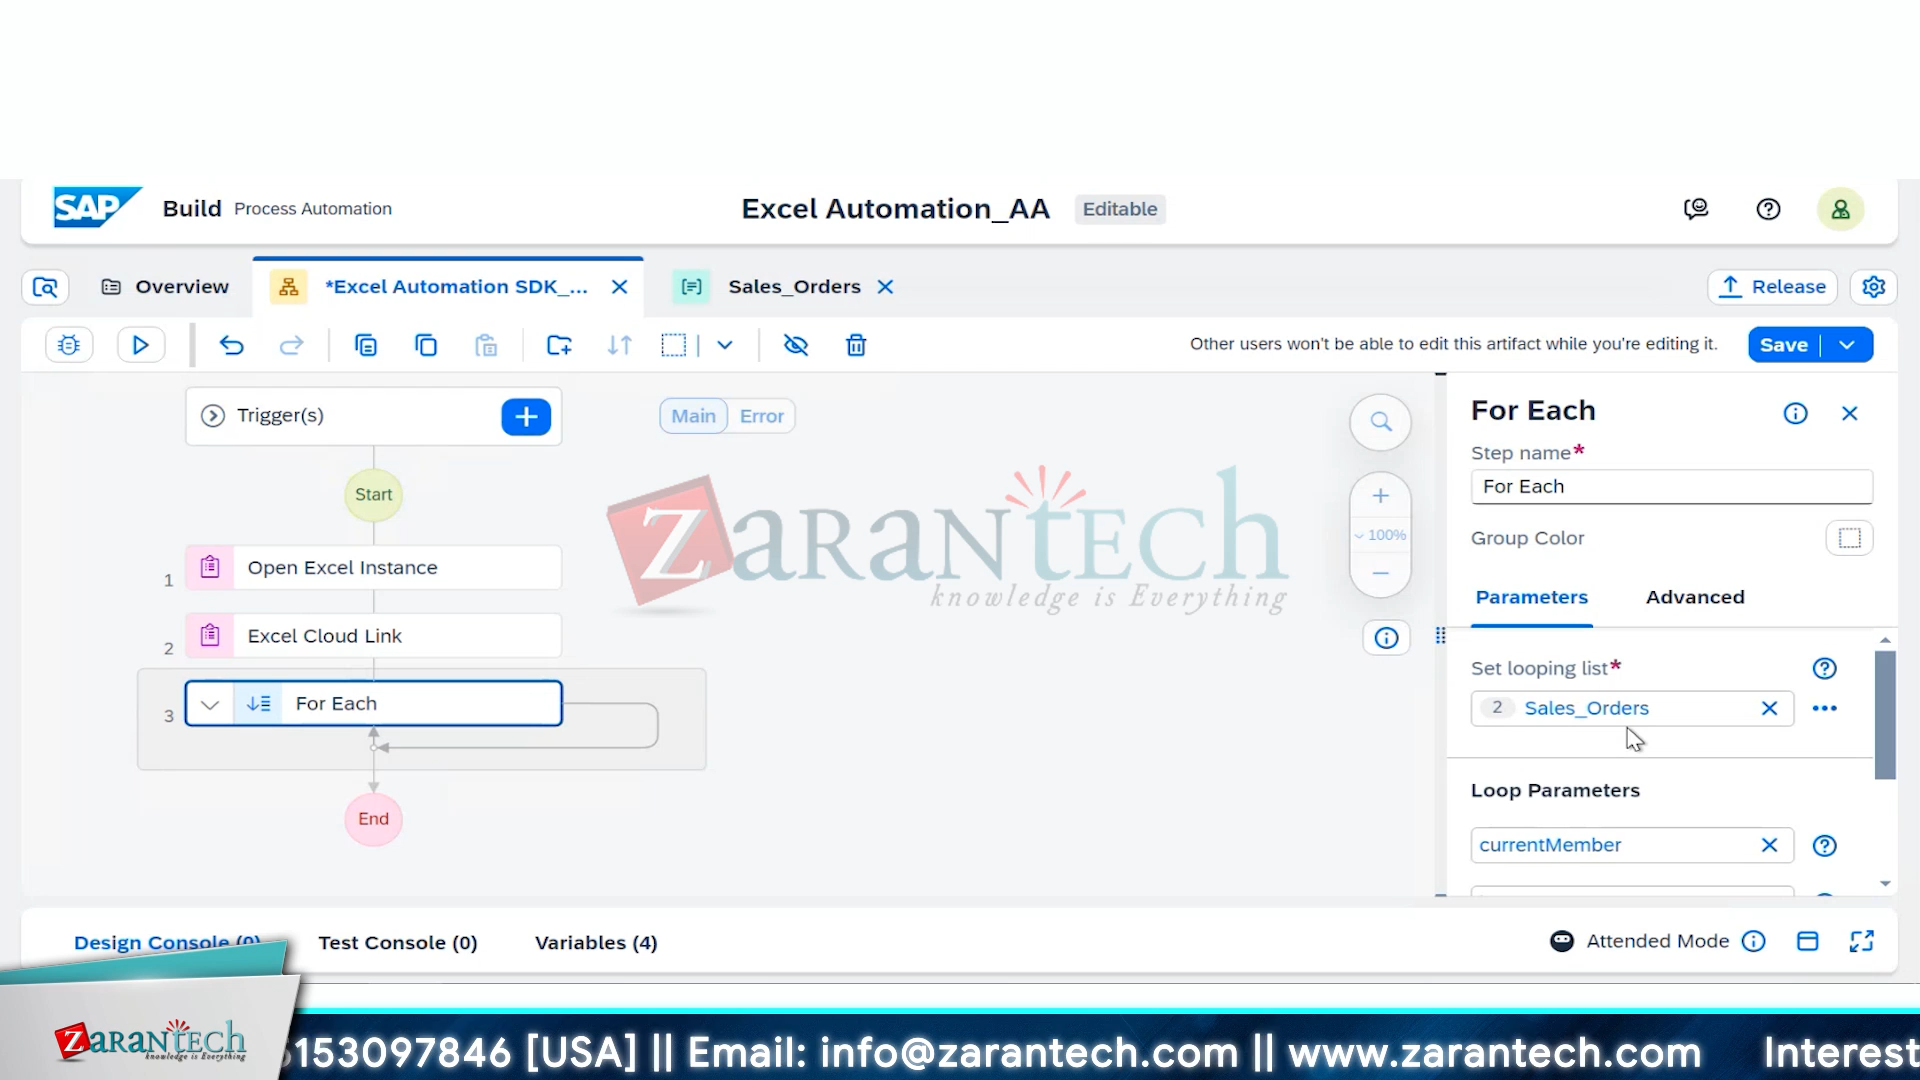 SAP Build Process Automation
Excel Automation_AA Editable
Overview
*Excel Automation SDK_...
Sales_Orders
Release
Other users won't be able to edit this artifact while you're editing it.
Save
Trigger(s)
Main Error
Start
1 Open Excel Instance
2 Excel Cloud Link
3 For Each
End
ZaranTech
knowledge is Everything
100%
For Each
Step name*
For Each
Group Color
Parameters Advanced
Set looping list*
2 Sales_Orders
Loop Parameters
currentMember
Design Console (0) Test Console (0) Variables (4)
Attended Mode
ZaranTech
knowledge is Everything
5153097846 [USA] || Email: info@zarantech.com || www.zarantech.com Interest